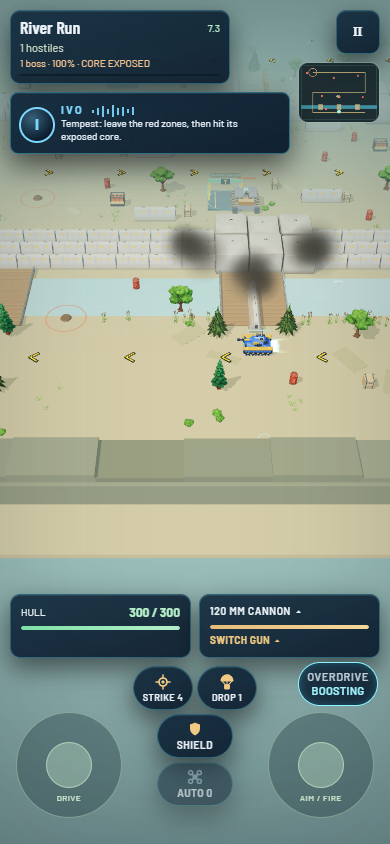 River Run
7.3
1 hostiles
1 boss · 100% · CORE EXPOSED
II
I
IVO
Tempest: leave the red zones, then hit its
exposed core.
HULL
300 / 300
120 MM CANNON
SWITCH GUN
STRIKE 4
DROP 1
OVERDRIVE
BOOSTING
SHIELD
AUTO 0
DRIVE
AIM / FIRE